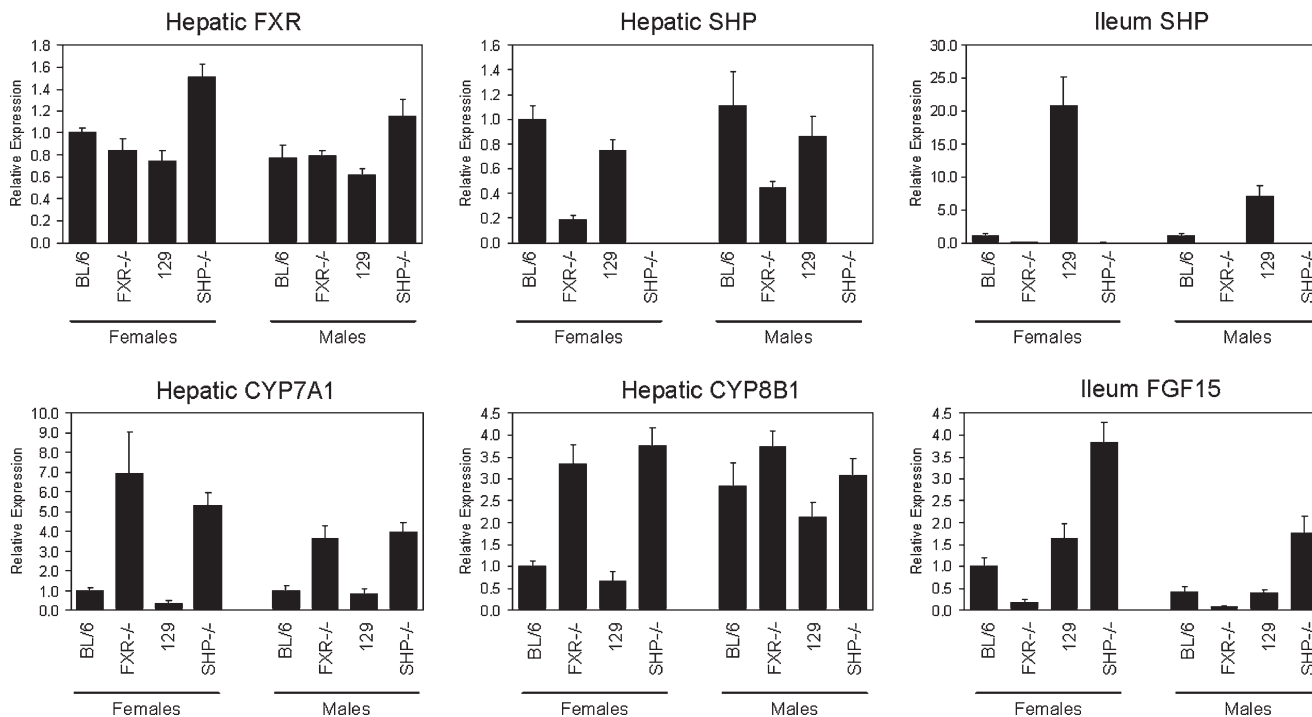 Hepatic FXR
Relative Expression
1.8
1.6
1.4
1.2
1.0
0.8
0.6
0.4
0.2
0.0
BL/6
FXR-/-
129
SHP-/-
BL/6
FXR-/-
129
SHP-/-
Females
Males
Hepatic SHP
Relative Expression
1.6
1.4
1.2
1.0
0.8
0.6
0.4
0.2
0.0
BL/6
FXR-/-
129
SHP-/-
BL/6
FXR-/-
129
SHP-/-
Females
Males
Ileum SHP
Relative Expression
30.0
25.0
20.0
15.0
10.0
5.0
0.0
BL/6
FXR-/-
129
SHP-/-
BL/6
FXR-/-
129
SHP-/-
Females
Males
Hepatic CYP7A1
Relative Expression
10.0
9.0
8.0
7.0
6.0
5.0
4.0
3.0
2.0
1.0
0.0
BL/6
FXR-/-
129
SHP-/-
BL/6
FXR-/-
129
SHP-/-
Females
Males
Hepatic CYP8B1
Relative Expression
4.5
4.0
3.5
3.0
2.5
2.0
1.5
1.0
0.5
0.0
BL/6
FXR-/-
129
SHP-/-
BL/6
FXR-/-
129
SHP-/-
Females
Males
Ileum FGF15
Relative Expression
4.5
4.0
3.5
3.0
2.5
2.0
1.5
1.0
0.5
0.0
BL/6
FXR-/-
129
SHP-/-
BL/6
FXR-/-
129
SHP-/-
Females
Males